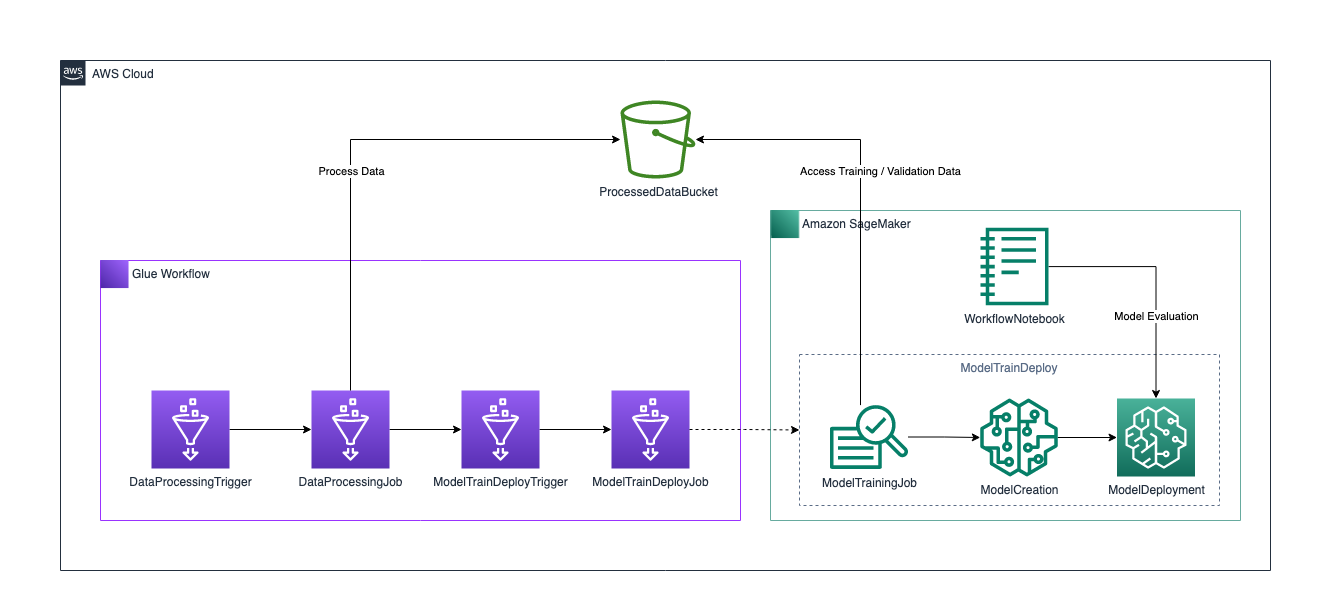 aws
AWS Cloud
Process Data
ProcessedDataBucket
Access Training / Validation Data
Amazon SageMaker
Glue Workflow
WorkflowNotebook
Model Evaluation
ModelTrainDeploy
DataProcessingTrigger
DataProcessingJob
ModelTrainDeployTrigger
ModelTrainDeployJob
ModelTrainingJob
ModelCreation
ModelDeployment